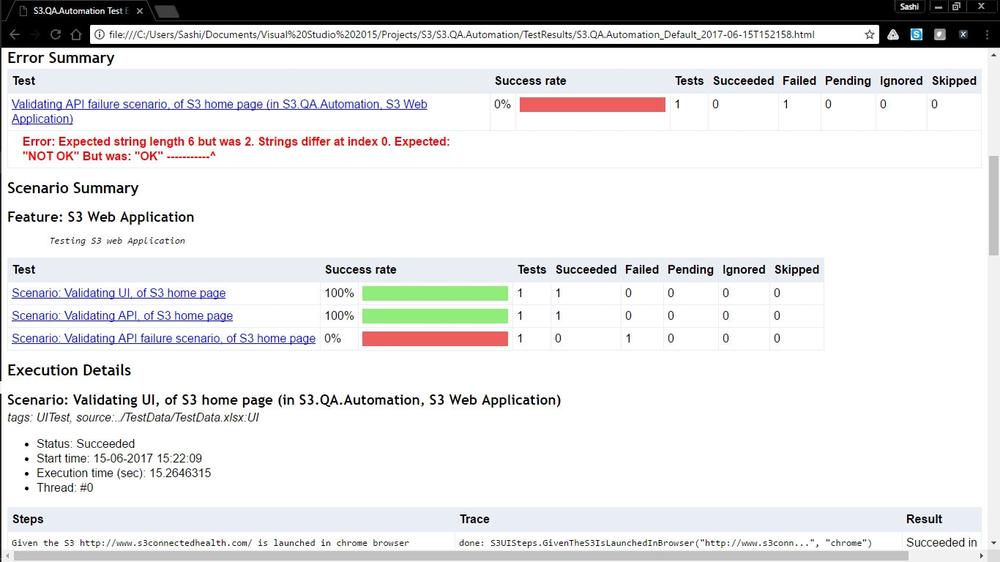 S3.QA.Automation Test E
Sashi
file:///C:/Users/Sashi/Documents/Visual%20Studio%202015/Projects/S3/S3.QA.Automation/TestResults/S3.QA.Automation_Default_2017-06-15T152158.html
Error Summary
Test Success rate Tests Succeeded Failed Pending Ignored Skipped
Validating API failure scenario, of S3 home page (in S3.QA.Automation, S3 Web 0% 1 0 1 0 0 0
Application)
Error: Expected string length 6 but was 2. Strings differ at index 0. Expected:
"NOT OK" But was: "OK" -----------^
Scenario Summary
Feature: S3 Web Application
Testing S3 web Application
Test Success rate Tests Succeeded Failed Pending Ignored Skipped
Scenario: Validating UI, of S3 home page 100% 1 1 0 0 0 0
Scenario: Validating API, of S3 home page 100% 1 1 0 0 0 0
Scenario: Validating API failure scenario, of S3 home page 0% 1 0 1 0 0 0
Execution Details
Scenario: Validating UI, of S3 home page (in S3.QA.Automation, S3 Web Application)
tags: UITest, source:../TestData/TestData.xlsx:UI
• Status: Succeeded
• Start time: 15-06-2017 15:22:09
• Execution time (sec): 15.2646315
• Thread: #0
Steps Trace Result
Given the S3 http://www.s3connectedhealth.com/ is launched in chrome browser done: S3UISteps.GivenTheS3IsLaunchedInBrowser("http://www.s3conn...", "chrome") Succeeded in